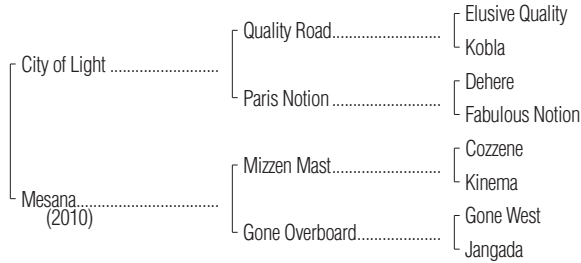 Elusive Quality
Quality Road
Kobla
City of Light
Dehere
Paris Notion
Fabulous Notion
Cozzene
Mizzen Mast
Kinema
Mesana
(2010)
Gone West
Gone Overboard
Jangada